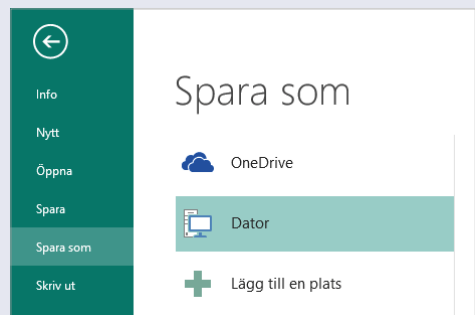 Info
Nytt
Öppna
Spara
Spara som
Skriv ut
Spara som
OneDrive
Dator
Lägg till en plats